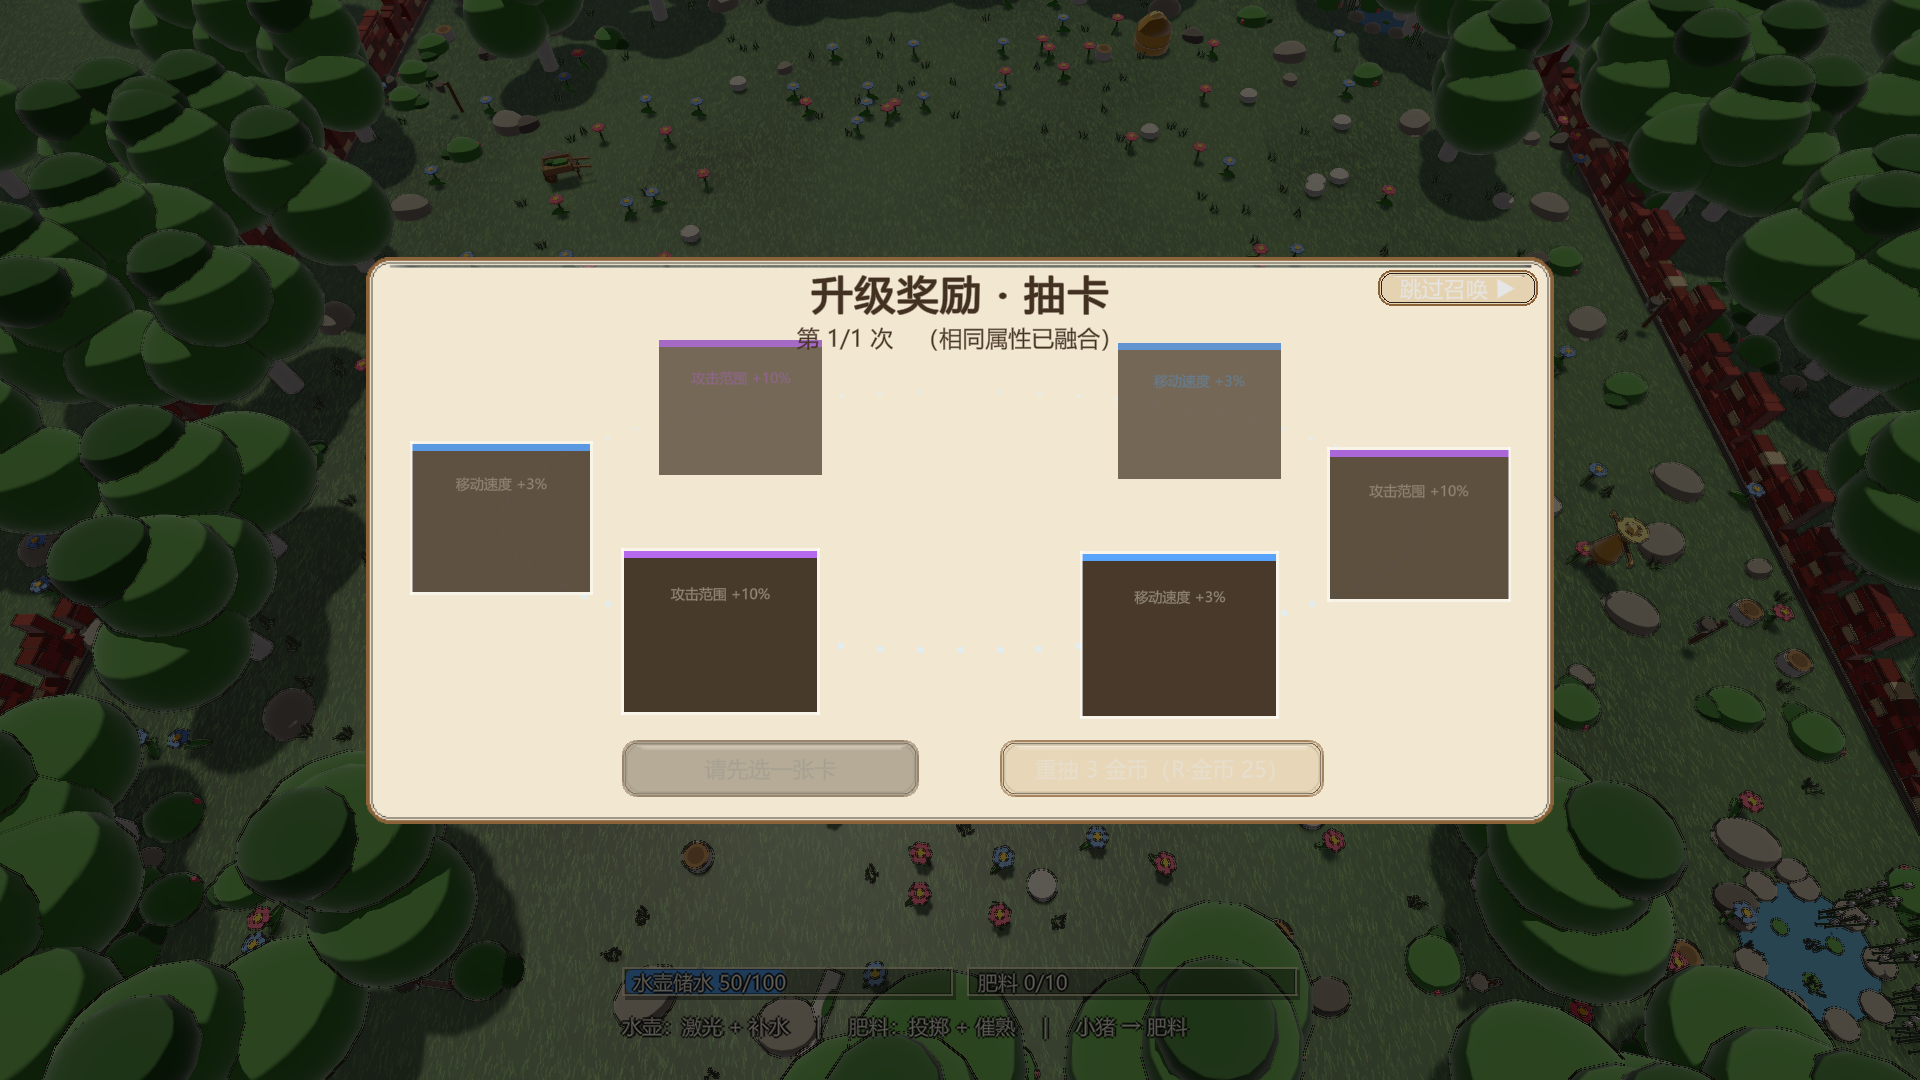 升级奖励 · 抽卡
跳过召唤 ▶
第 1/1 次 （相同属性已融合）
攻击范围 +10%
移动速度 +3%
移动速度 +3%
攻击范围 +10%
攻击范围 +10%
移动速度 +3%
请先选一张卡
重抽 3 金币（R·金币 25）
水壶储水 50/100
肥料 0/10
水壶：激光 + 补水 | 肥料：投掷 + 催熟 | 小猪 → 肥料